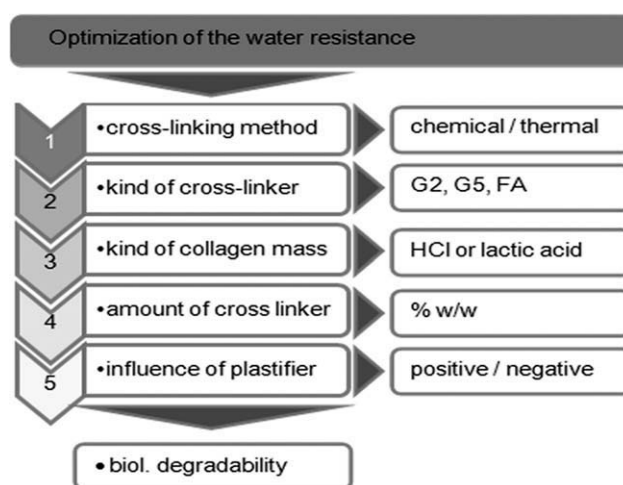 Optimization of the water resistance
1 •cross-linking method chemical / thermal
2 •kind of cross-linker G2, G5, FA
3 •kind of collagen mass HCl or lactic acid
4 •amount of cross linker % w/w
5 •influence of plastifier positive / negative
• biol. degradability